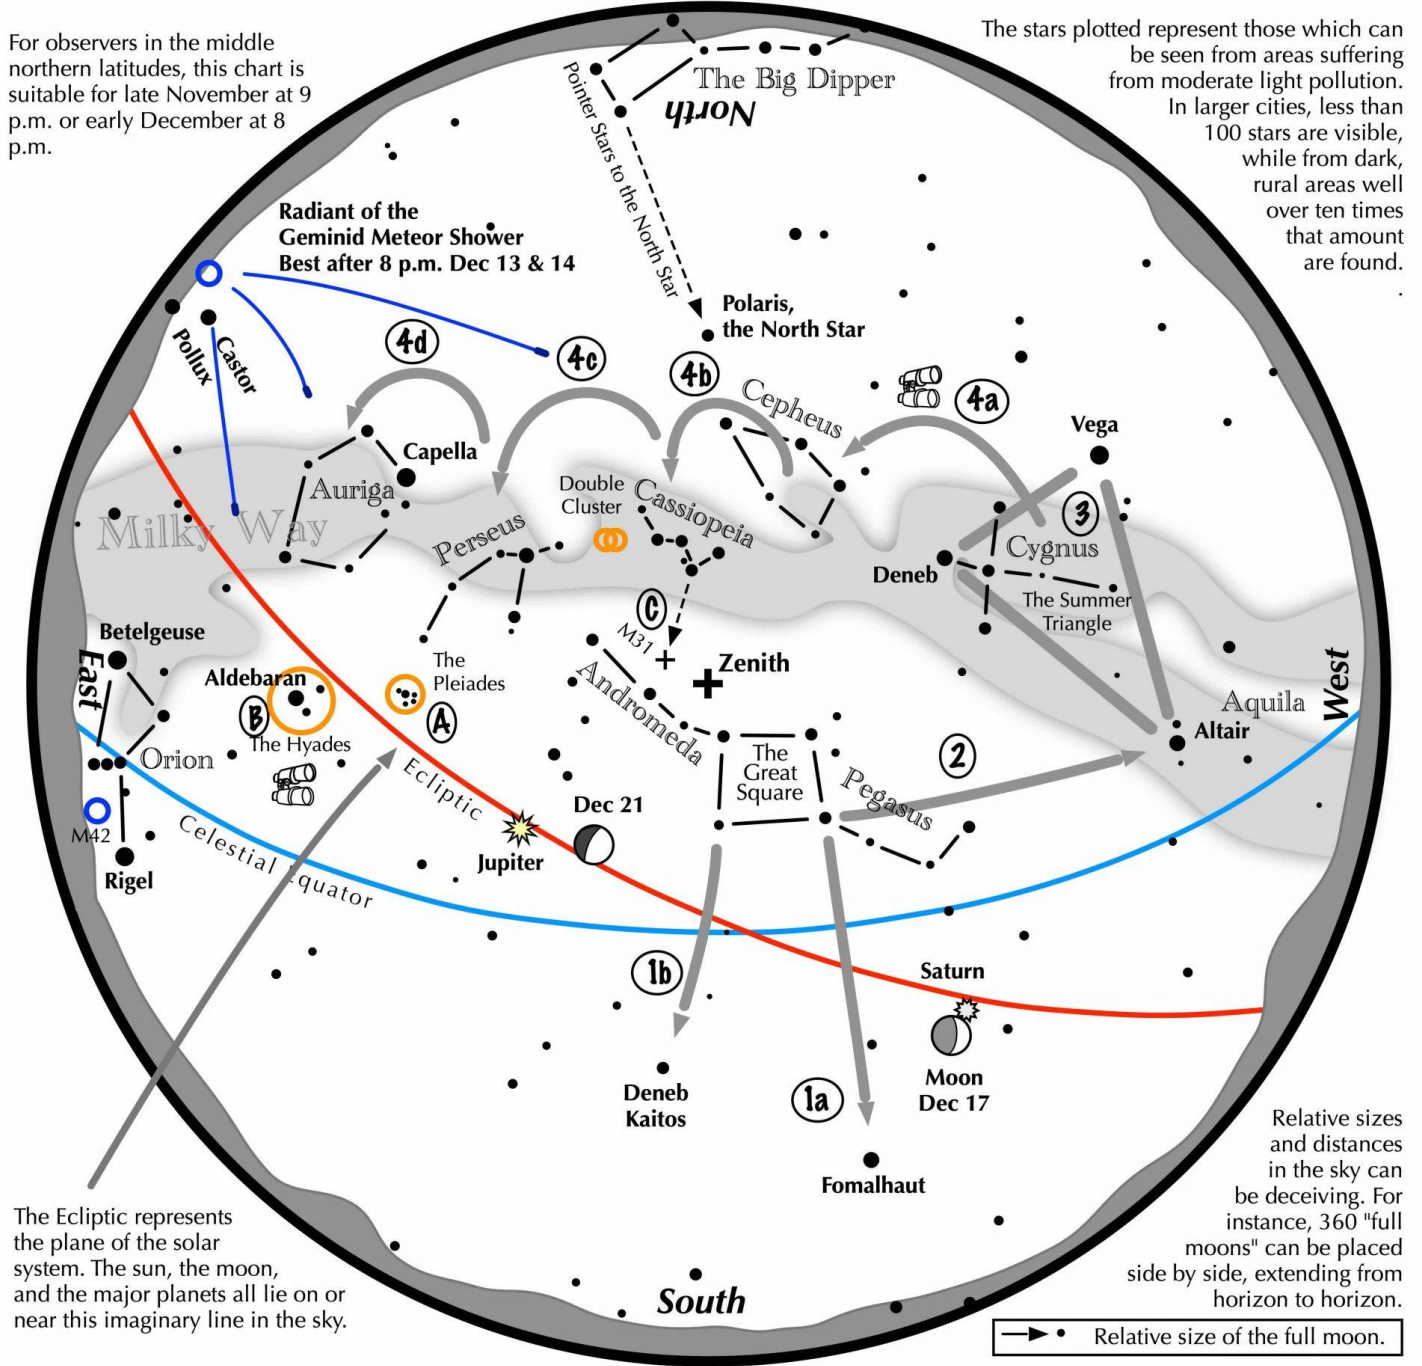 For observers in the middle
northern latitudes, this chart is
suitable for late November at 9
p.m. or early December at 8
p.m.
The stars plotted represent those which can
be seen from areas suffering
from moderate light pollution.
In larger cities, less than
100 stars are visible,
while from dark,
rural areas well
over ten times
that amount
are found.
.
The Big Dipper
North
Pointer Stars to the North Star
Radiant of the
Geminid Meteor Shower
Best after 8 p.m. Dec 13 & 14
Polaris,
the North Star
Pollux
Castor
4d
4c
4b
4a
Cepheus
Vega
Capella
Auriga
Double
Cluster
Cassiopeia
3
Milky Way
Perseus
Cygnus
Deneb
The Summer
Triangle
C
M31
Betelgeuse
East
Zenith
The
Pleiades
Aldebaran
A
B
The Hyades
Andromeda
West
Aquila
Altair
Orion
The
Great
Square
2
Pegasus
Ecliptic
Dec 21
Jupiter
M42
Rigel
Celestial Equator
1b
Saturn
Moon
Dec 17
Deneb
Kaitos
1a
Fomalhaut
The Ecliptic represents
the plane of the solar
system. The sun, the moon,
and the major planets all lie on or
near this imaginary line in the sky.
South
Relative sizes
and distances
in the sky can
be deceiving. For
instance, 360 "full
moons" can be placed
side by side, extending from
horizon to horizon.
Relative size of the full moon.